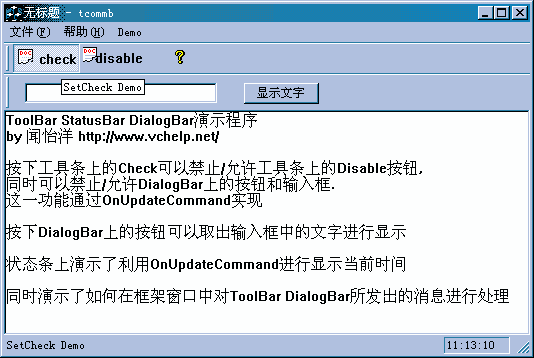 无标题 - tcommb
文件(F) 帮助(H) Demo
DOC check DOC disable ?
SetCheck Demo
显示文字
ToolBar StatusBar DialogBar演示程序
by 闻怡洋 http://www.vchelp.net/
按下工具条上的Check可以禁止/允许工具条上的Disable按钮,
同时可以禁止/允许DialogBar上的按钮和输入框.
这一功能通过OnUpdateCommand实现
按下DialogBar上的按钮可以取出输入框中的文字进行显示
状态条上演示了利用OnUpdateCommand进行显示当前时间
同时演示了如何在框架窗口中对ToolBar DialogBar所发出的消息进行处理
SetCheck Demo 11:13:10